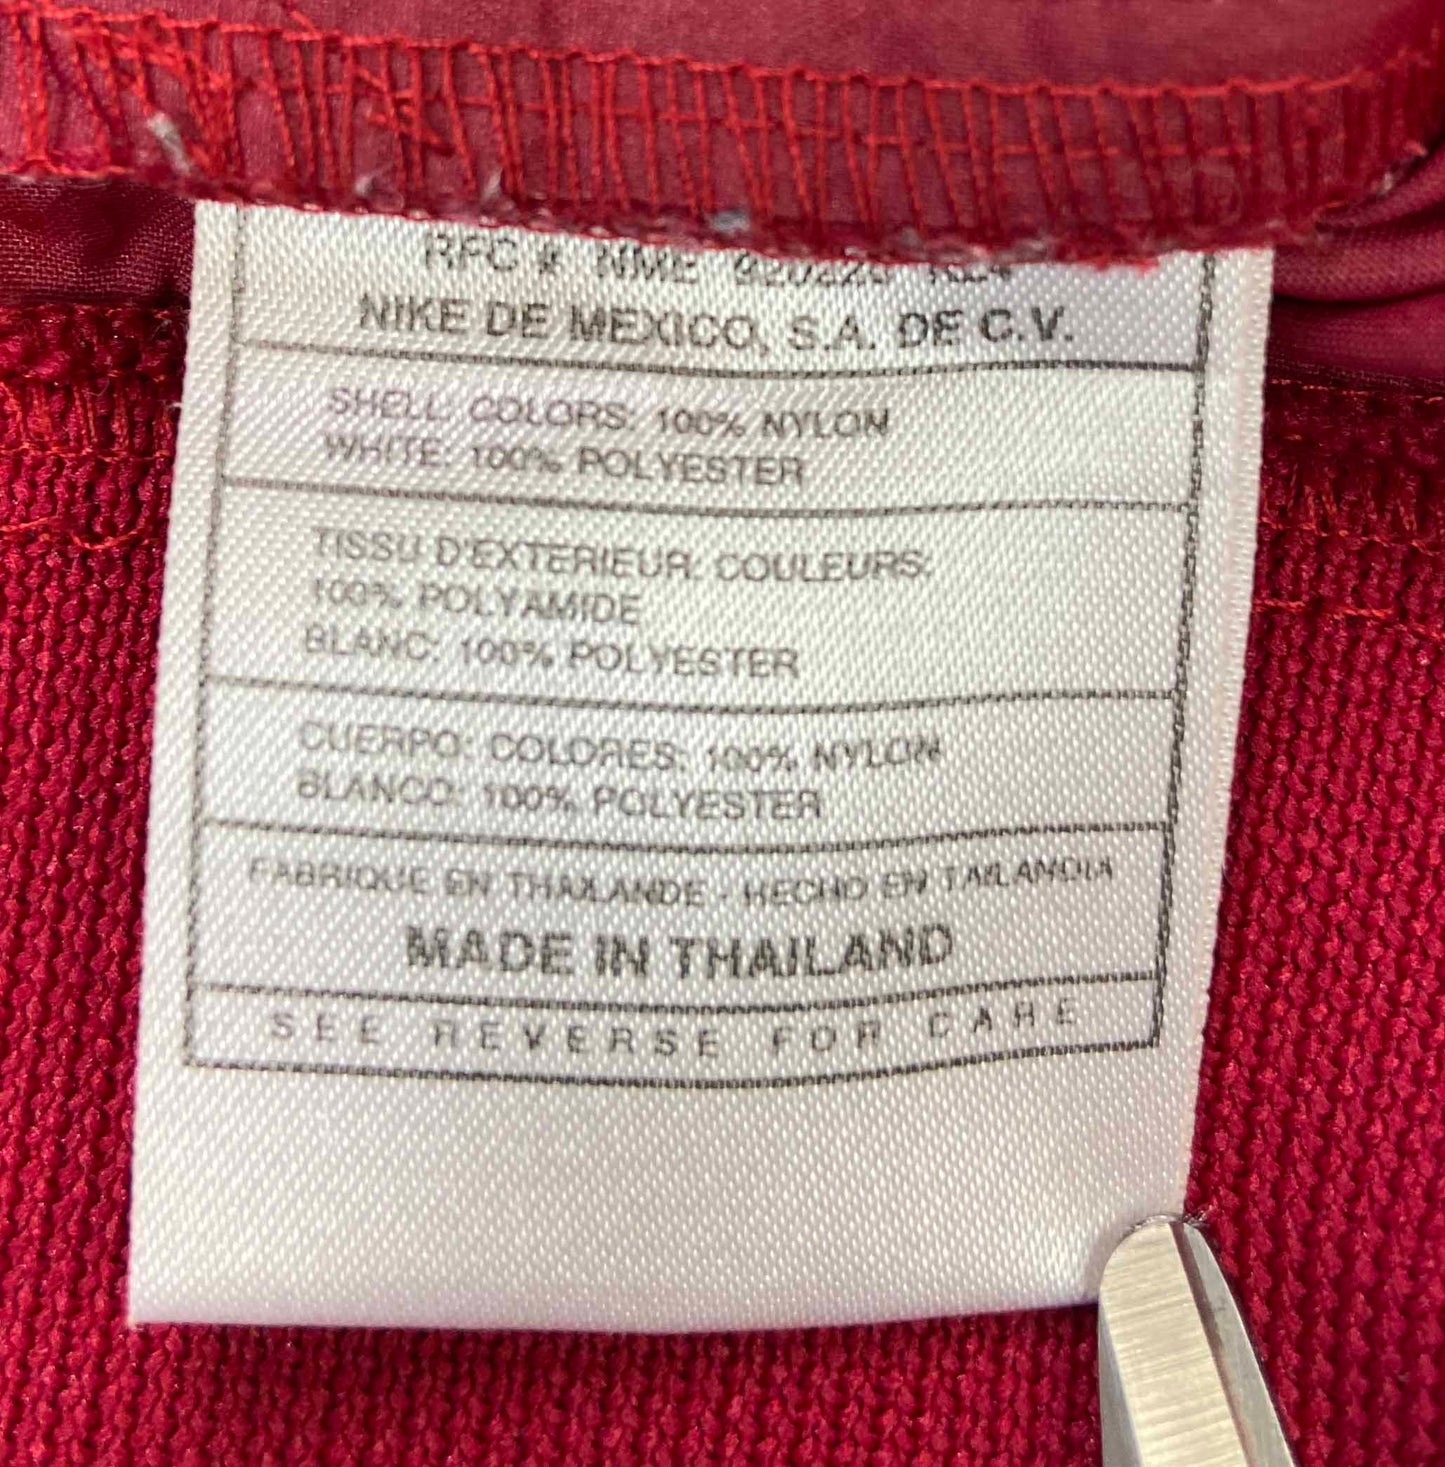 RFC # NME
NIKE DE MEXICO, S.A. DE C.V.
SHELL: COLORS: 100% NYLON
WHITE: 100% POLYESTER
TISSU D'EXTERIEUR: COULEURS:
100% POLYAMIDE
BLANC: 100% POLYESTER
CUERPO: COLORES: 100% NYLON
BLANCO: 100% POLYESTER
FABRIQUE EN THAILANDE - HECHO EN TAILANDIA
MADE IN THAILAND
SEE REVERSE FOR CARE